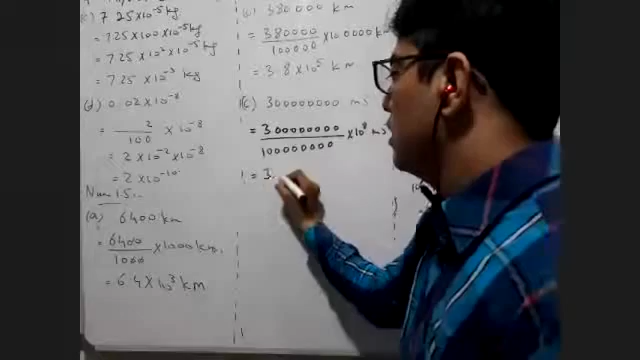 7.25×10⁻⁵ kg
= 725×100×10⁻⁵ kg
= 7.25×10²×10⁻⁵ kg
= 7.25×10⁻³ kg
(d) 0.02×10⁻⁸
= 2/100 ×10⁻⁸
= 2×10⁻²×10⁻⁸
= 2×10⁻¹⁰
Num 1.5
(a) 6400 km
= 6400/1000 ×1000 km
= 6.4×10³ km
380000 km
= 380000/100000 ×100000 km
= 3.8×10⁵ km
(c) 300000000 ms
= 300000000/100000000 ×10⁸ ms
= 3